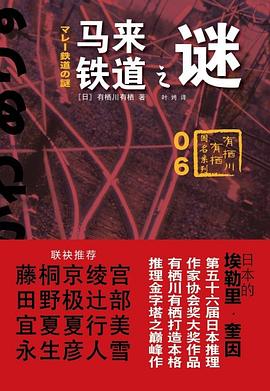 マレー鉄道の謎
马来
铁道之
谜
[日] 有栖川有栖 著
叶娉 译
06
有栖川
有栖
国名系列
日本的
埃勒里·奎因
第五十六届日本推理
作家协会奖大奖作品
有栖川有栖打造本格
推理金字塔之巅峰作
联袂推荐
宫部美雪
绫辻行人
京极夏彦
桐野夏生
藤田宜永